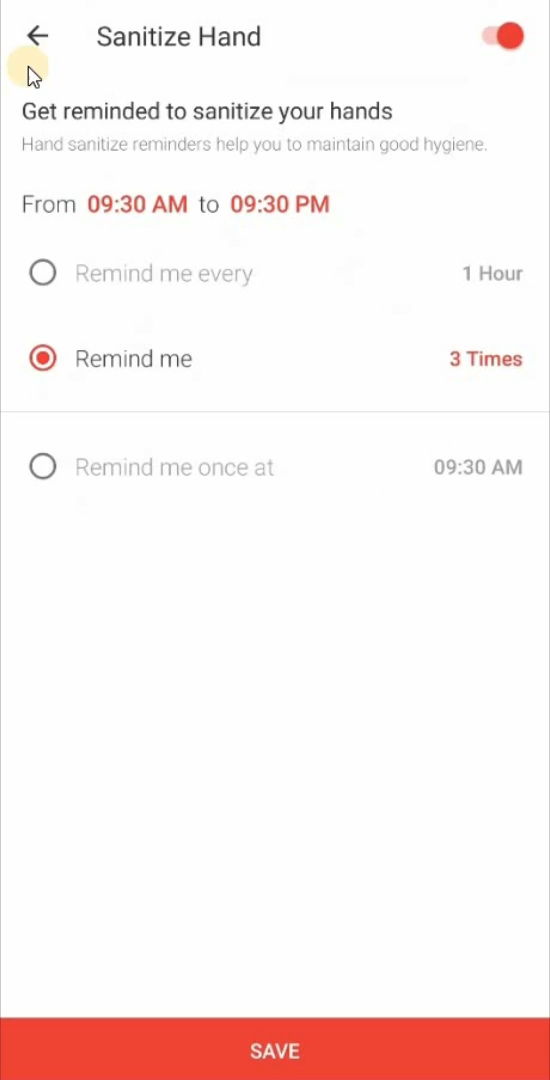 Sanitize Hand
Get reminded to sanitize your hands
Hand sanitize reminders help you to maintain good hygiene.
From 09:30 AM to 09:30 PM
Remind me every 1 Hour
Remind me 3 Times
Remind me once at 09:30 AM
SAVE